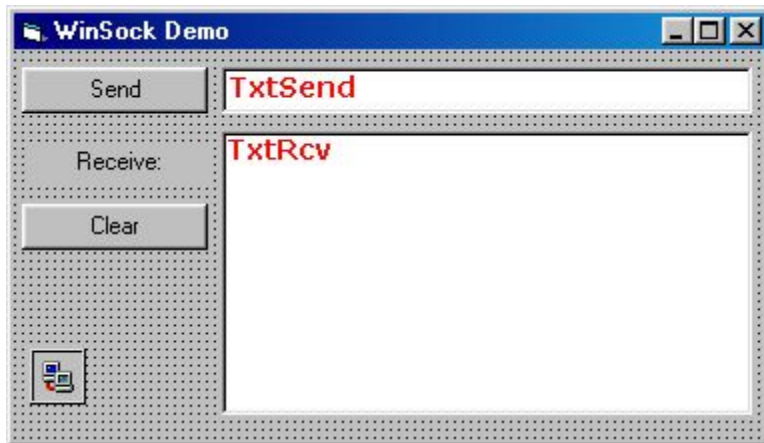 WinSock Demo
Send
TxtSend
Receive:
TxtRcv
Clear